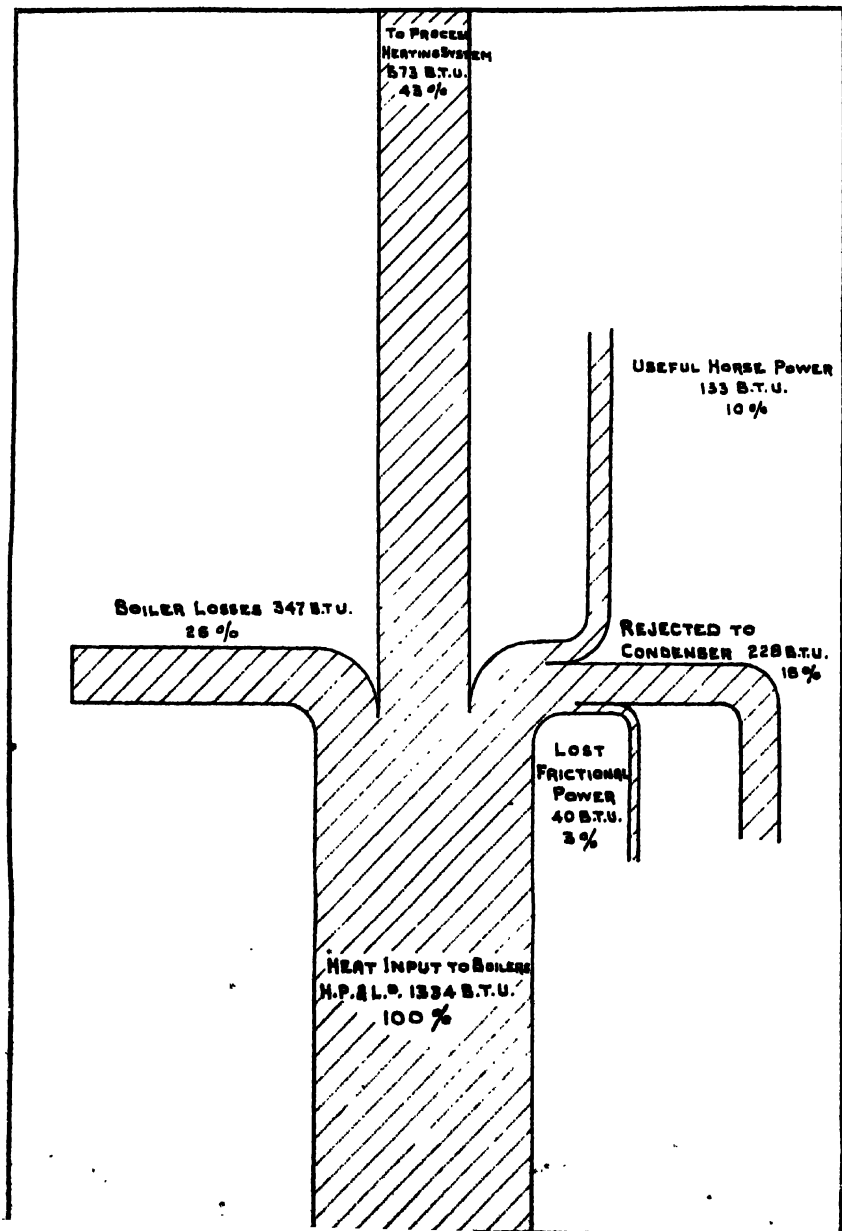 TO PROCESS
HEATING SYSTEM
573 B.T.U.
43 %
USEFUL HORSE POWER
133 B.T.U.
10 %
BOILER LOSSES 347 B.T.U.
26 %
REJECTED TO
CONDENSER 228 B.T.U.
18 %
LOST
FRICTIONAL
POWER
40 B.T.U.
3 %
HEAT INPUT TO BOILERS
H.P. & L.P. 1334 B.T.U.
100 %